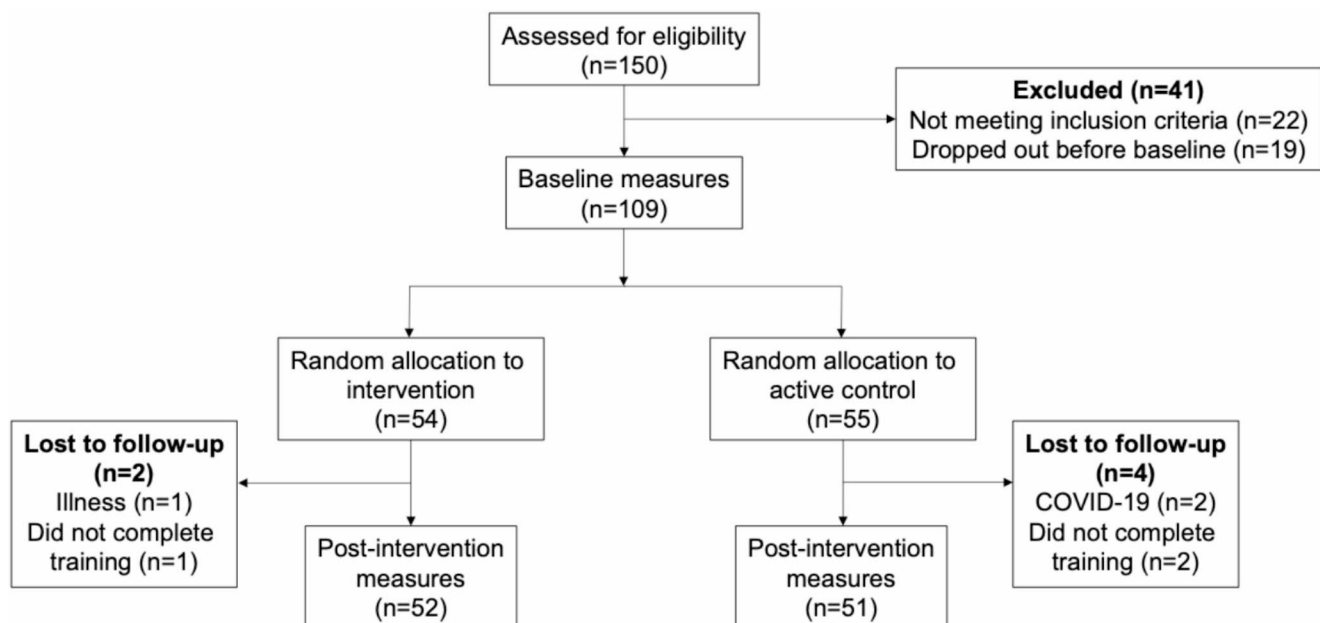 Assessed for eligibility
(n=150)
Excluded (n=41)
Not meeting inclusion criteria (n=22)
Dropped out before baseline (n=19)
Baseline measures
(n=109)
Random allocation to
intervention
(n=54)
Random allocation to
active control
(n=55)
Lost to follow-up
(n=2)
Illness (n=1)
Did not complete
training (n=1)
Lost to follow-up
(n=4)
COVID-19 (n=2)
Did not complete
training (n=2)
Post-intervention
measures
(n=52)
Post-intervention
measures
(n=51)